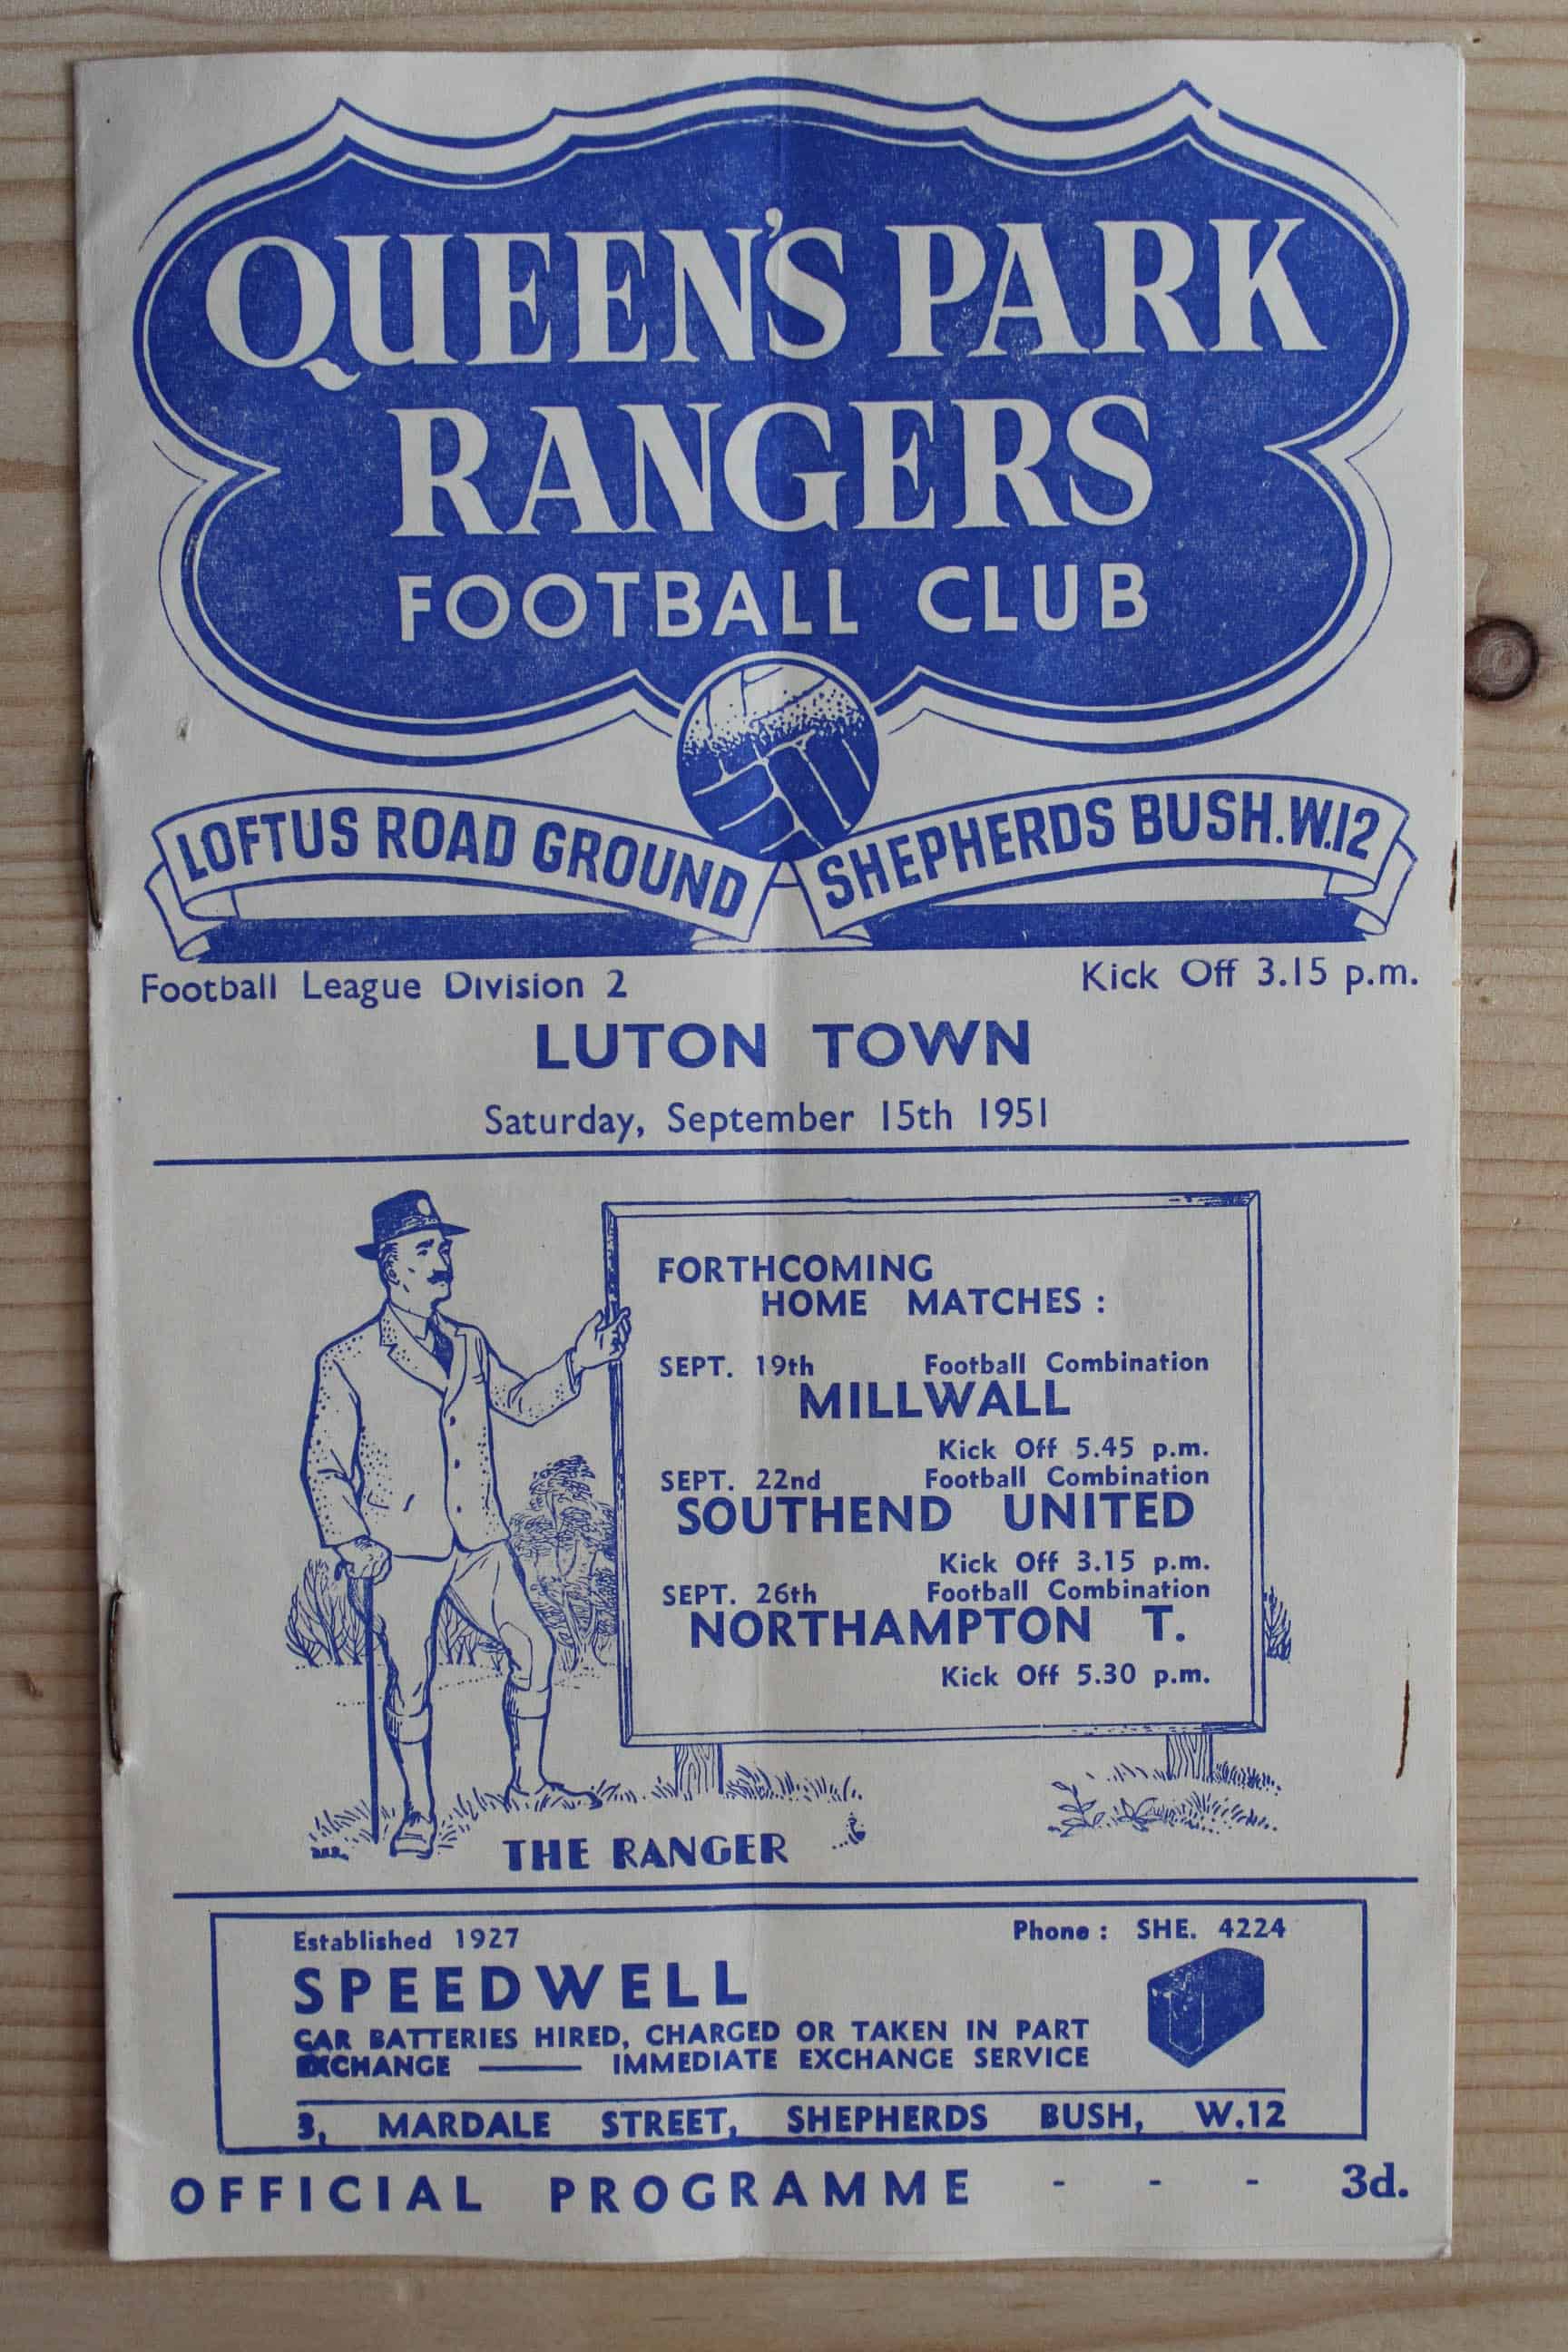 QUEEN'S PARK
RANGERS
FOOTBALL CLUB
LOFTUS ROAD GROUND
SHEPHERDS BUSH. W.12
Football League Division 2 Kick Off 3.15 p.m.
LUTON TOWN
Saturday, September 15th 1951
FORTHCOMING
HOME MATCHES :
SEPT. 19th Football Combination
MILLWALL
Kick Off 5.45 p.m.
SEPT. 22nd Football Combination
SOUTHEND UNITED
Kick Off 3.15 p.m.
SEPT. 26th Football Combination
NORTHAMPTON T.
Kick Off 5.30 p.m.
THE RANGER
Established 1927 Phone : SHE. 4224
SPEEDWELL
CAR BATTERIES HIRED, CHARGED OR TAKEN IN PART
EXCHANGE —— IMMEDIATE EXCHANGE SERVICE
3, MARDALE STREET, SHEPHERDS BUSH, W.12
OFFICIAL PROGRAMME - - - 3d.